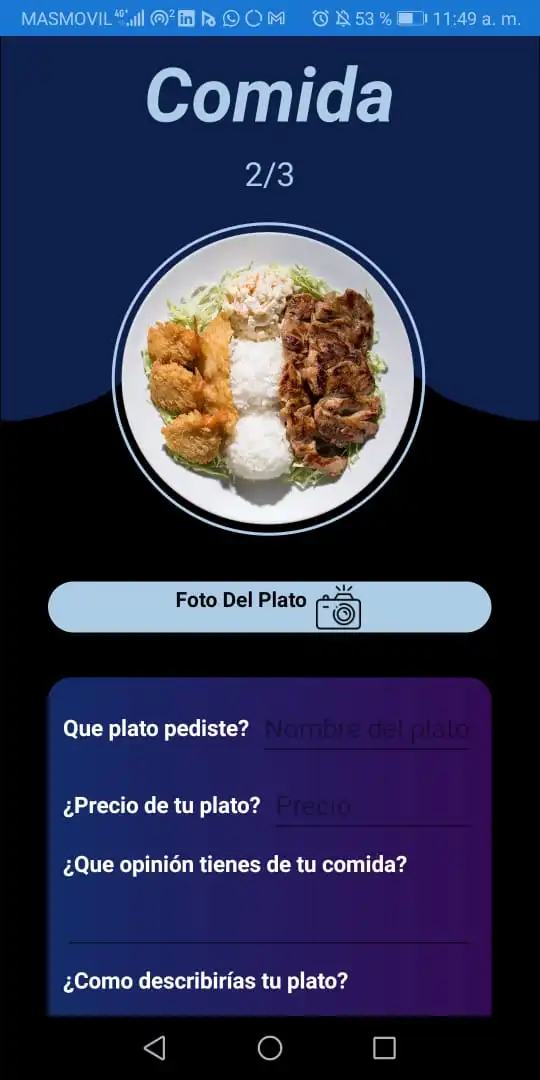 MASMOVIL 4G+ 2 53 % 11:49 a. m.
Comida
2/3
Foto Del Plato
Que plato pediste? Nombre del plato
¿Precio de tu plato? Precio
¿Que opinión tienes de tu comida?
¿Como describirías tu plato?